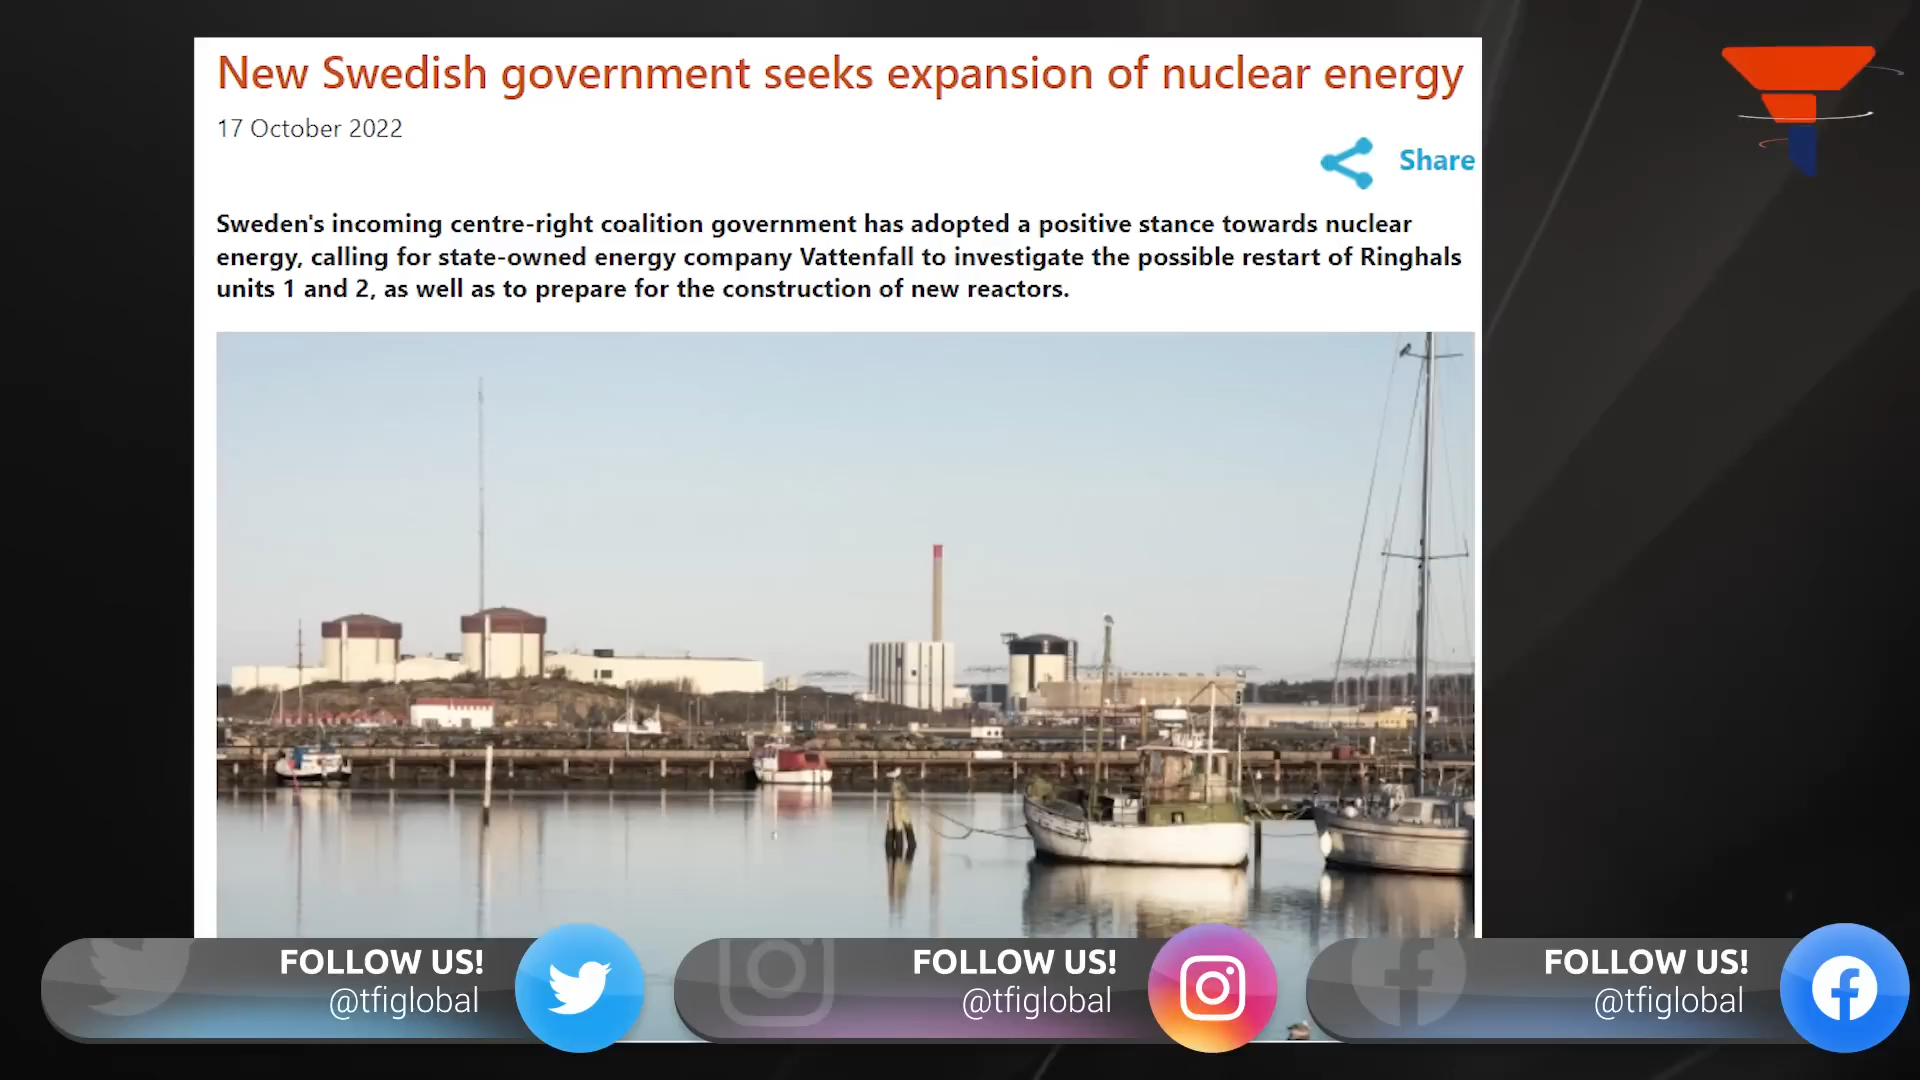 New Swedish government seeks expansion of nuclear energy
17 October 2022
Share
Sweden's incoming centre-right coalition government has adopted a positive stance towards nuclear
energy, calling for state-owned energy company Vattenfall to investigate the possible restart of Ringhals
units 1 and 2, as well as to prepare for the construction of new reactors.
FOLLOW US!
@tfiglobal
FOLLOW US!
@tfiglobal
FOLLOW US!
@tfiglobal